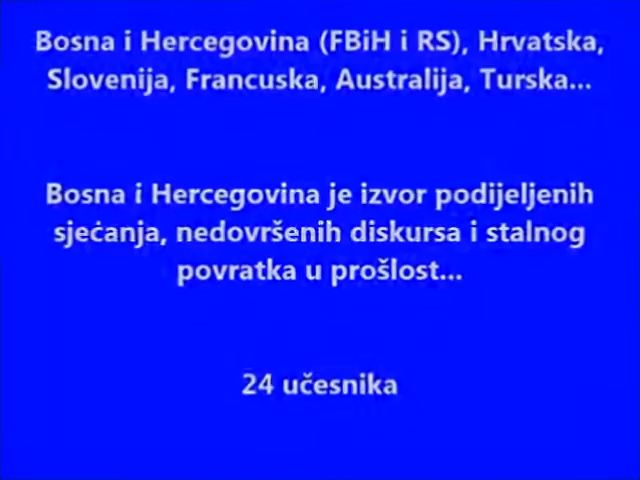 Bosna i Hercegovina (FBiH i RS), Hrvatska,
Slovenija, Francuska, Australija, Turska...
Bosna i Hercegovina je izvor podijeljenih
sjećanja, nedovršenih diskursa i stalnog
povratka u prošlost...
24 učesnika